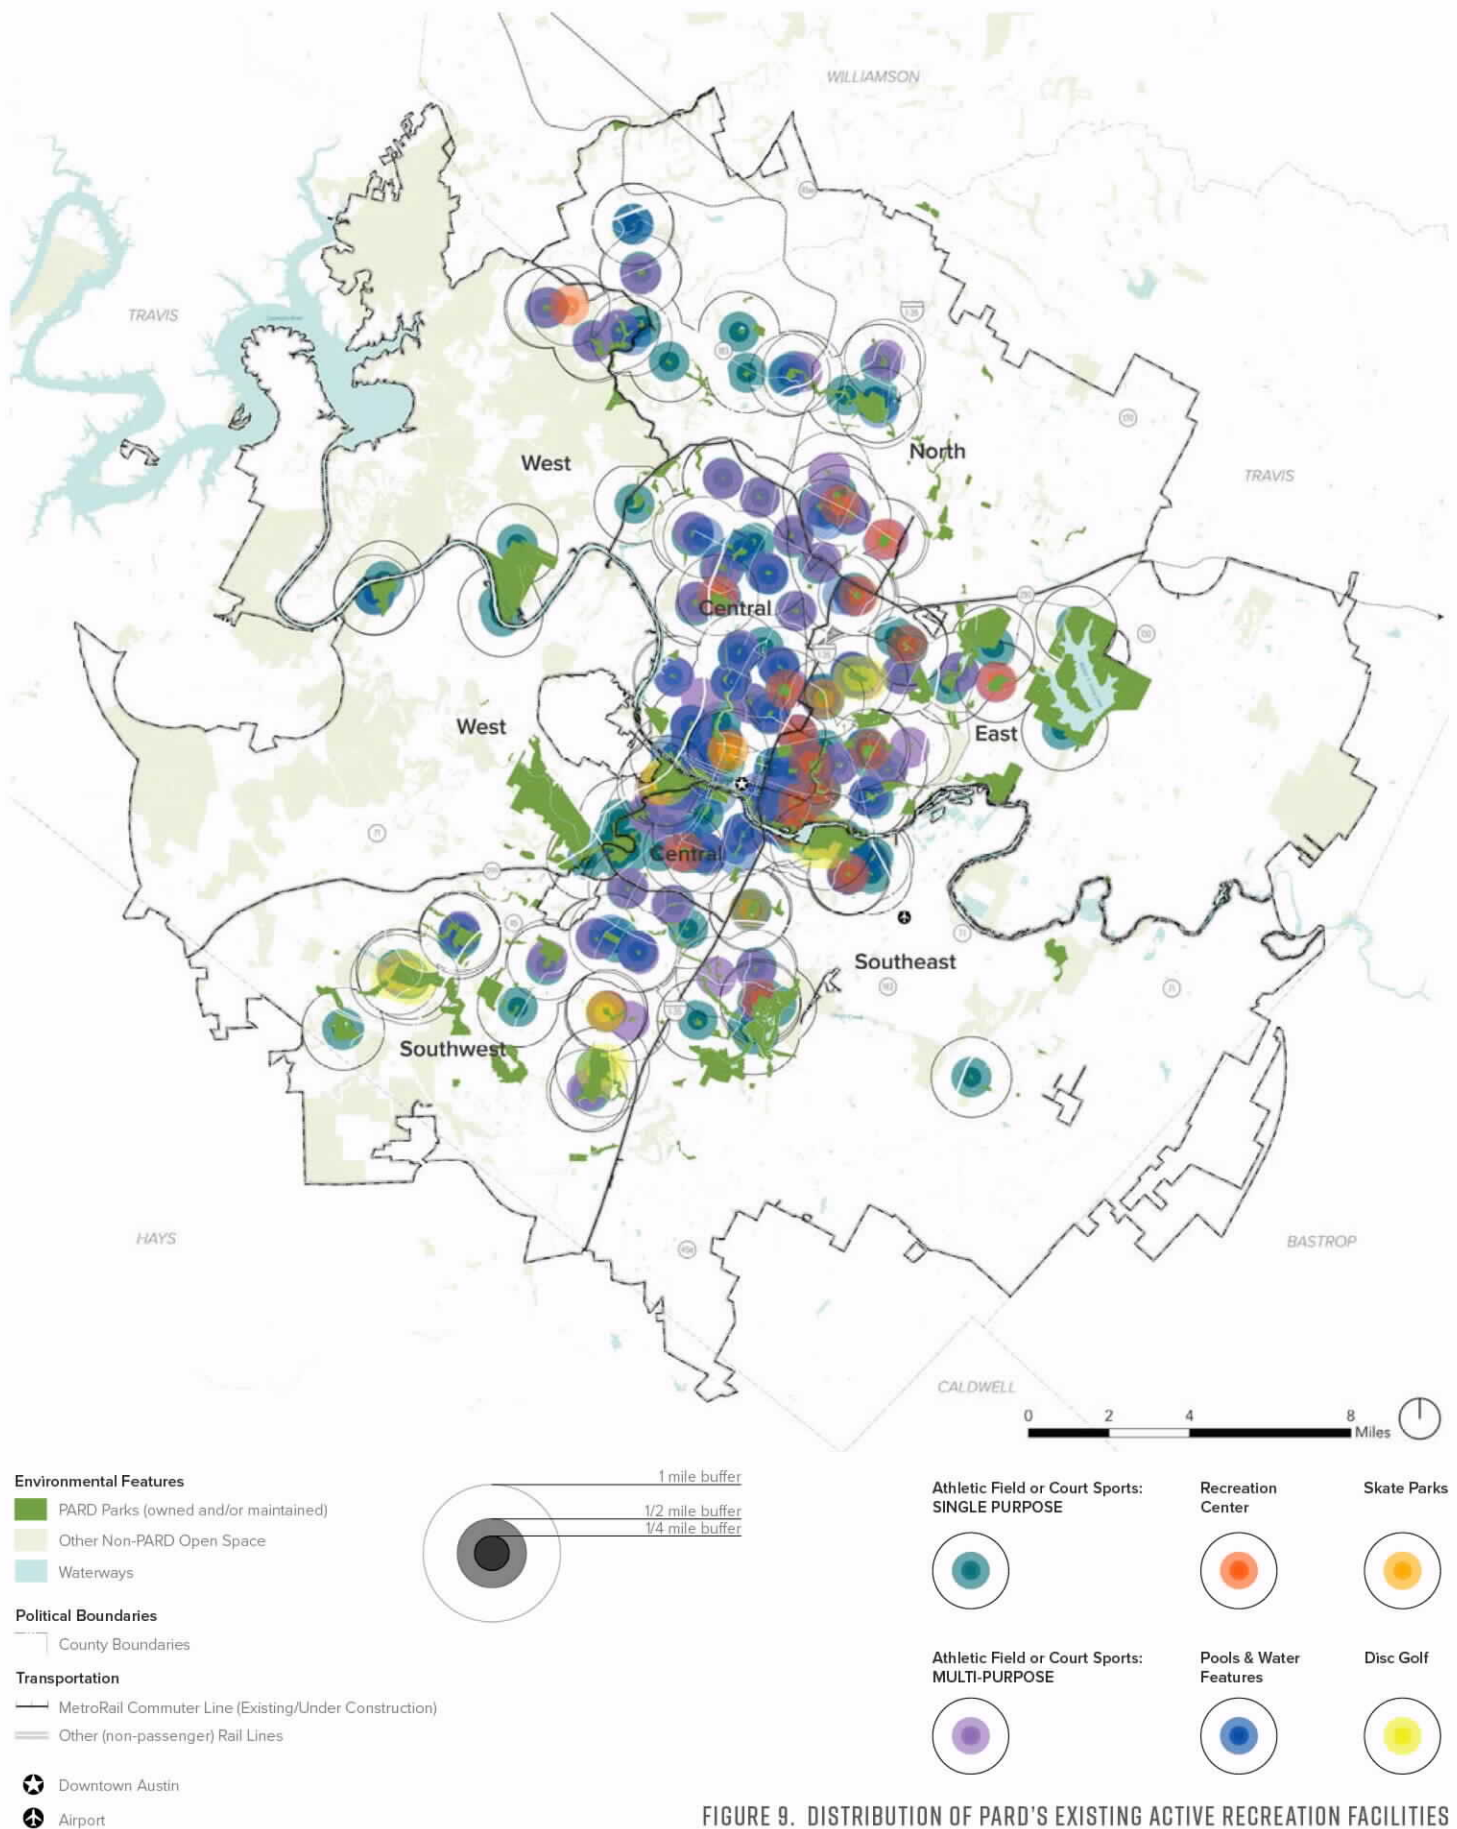 WILLIAMSON
TRAVIS
West
North
TRAVIS
Central
West
East
Central
Southeast
Southwest
HAYS
BASTROP
CALDWELL
0 2 4 8
Miles
Environmental Features
PARD Parks (owned and/or maintained)
Other Non-PARD Open Space
Waterways
Political Boundaries
County Boundaries
Transportation
MetroRail Commuter Line (Existing/Under Construction)
Other (non-passenger) Rail Lines
Downtown Austin
Airport
1 mile buffer
1/2 mile buffer
1/4 mile buffer
Athletic Field or Court Sports:
SINGLE PURPOSE
Recreation
Center
Skate Parks
Athletic Field or Court Sports:
MULTI-PURPOSE
Pools & Water
Features
Disc Golf
FIGURE 9. DISTRIBUTION OF PARD'S EXISTING ACTIVE RECREATION FACILITIES